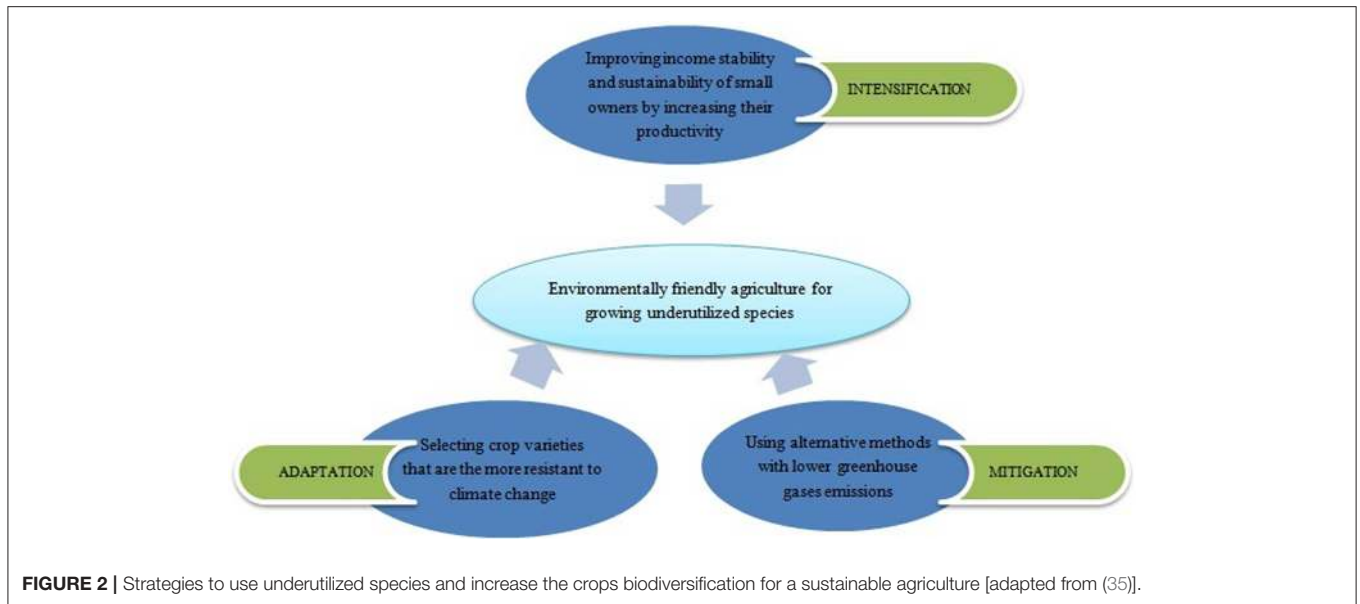 Improving income stability
and sustainability of small
owners by increasing their
productivity
INTENSIFICATION
Environmentally friendly agriculture for
growing underutilized species
ADAPTATION
Selecting crop varieties
that are the more resistant to
climate change
Using alternative methods
with lower greenhouse
gases emissions
MITIGATION
FIGURE 2 | Strategies to use underutilized species and increase the crops biodiversification for a sustainable agriculture [adapted from (35)].